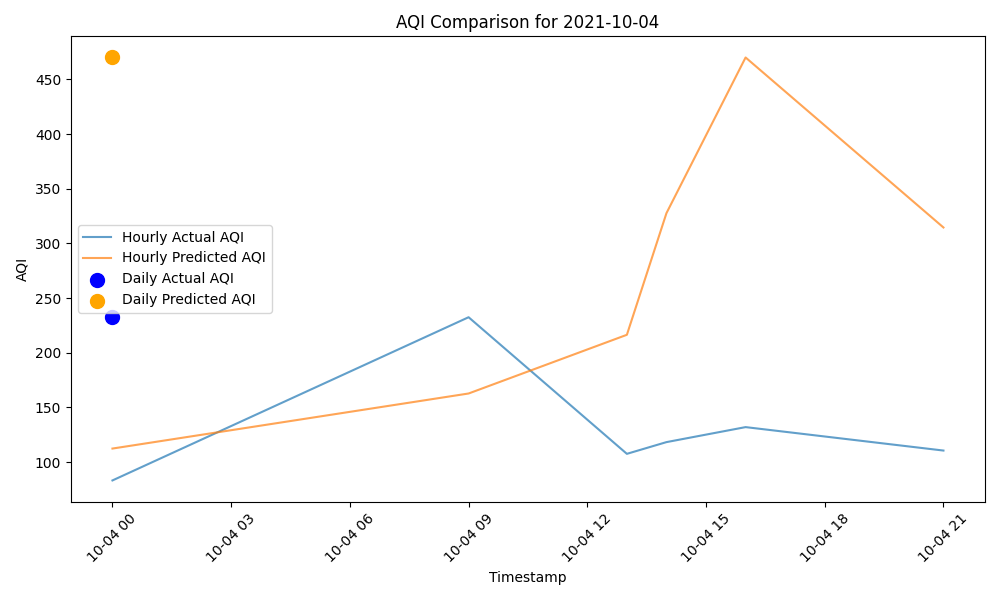 AQI Comparison for 2021-10-04
AQI
450
400
350
300
250
200
150
100
Hourly Actual AQI
Hourly Predicted AQI
Daily Actual AQI
Daily Predicted AQI
10-04 00
10-04 03
10-04 06
10-04 09
10-04 12
10-04 15
10-04 18
10-04 21
Timestamp